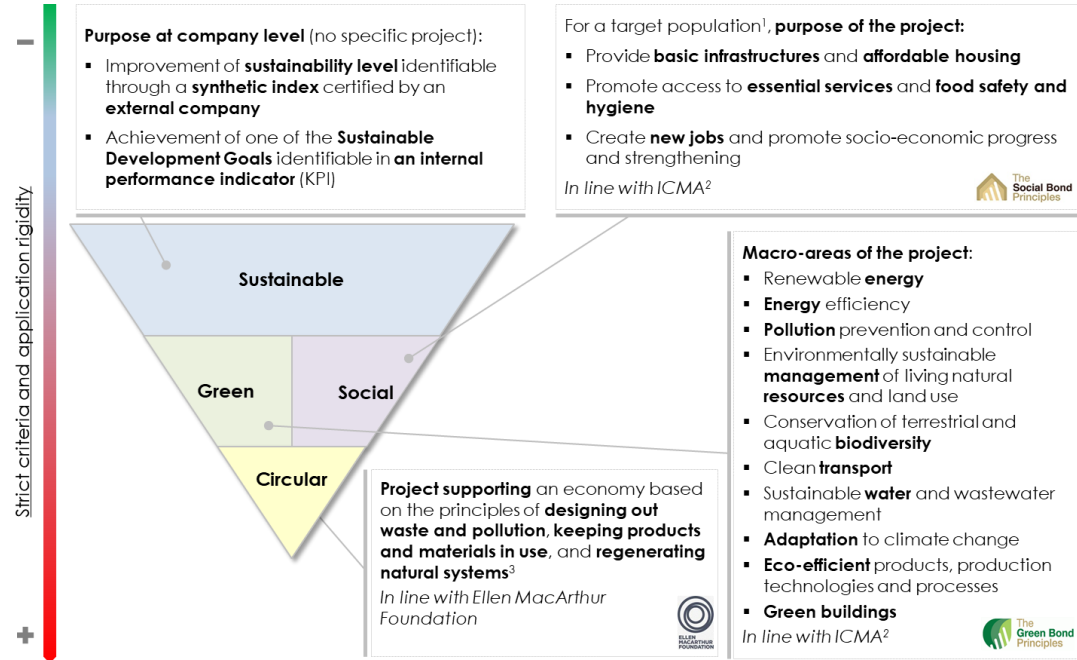 Purpose at company level (no specific project):
▪ Improvement of sustainability level identifiable
through a synthetic index certified by an
external company
▪ Achievement of one of the Sustainable
Development Goals identifiable in an internal
performance indicator (KPI)
For a target population¹, purpose of the project:
▪ Provide basic infrastructures and affordable housing
▪ Promote access to essential services and food safety and
hygiene
▪ Create new jobs and promote socio-economic progress
and strengthening
In line with ICMA²
The
Social Bond
Principles
–
Strict criteria and application rigidity
+
Sustainable
Green
Social
Circular
Macro-areas of the project:
▪ Renewable energy
▪ Energy efficiency
▪ Pollution prevention and control
▪ Environmentally sustainable
management of living natural
resources and land use
▪ Conservation of terrestrial and
aquatic biodiversity
▪ Clean transport
▪ Sustainable water and wastewater
management
▪ Adaptation to climate change
▪ Eco-efficient products, production
technologies and processes
▪ Green buildings
In line with ICMA²
The
Green Bond
Principles
Project supporting an economy based
on the principles of designing out
waste and pollution, keeping products
and materials in use, and regenerating
natural systems³
In line with Ellen MacArthur
Foundation
ELLEN
MACARTHUR
FOUNDATION